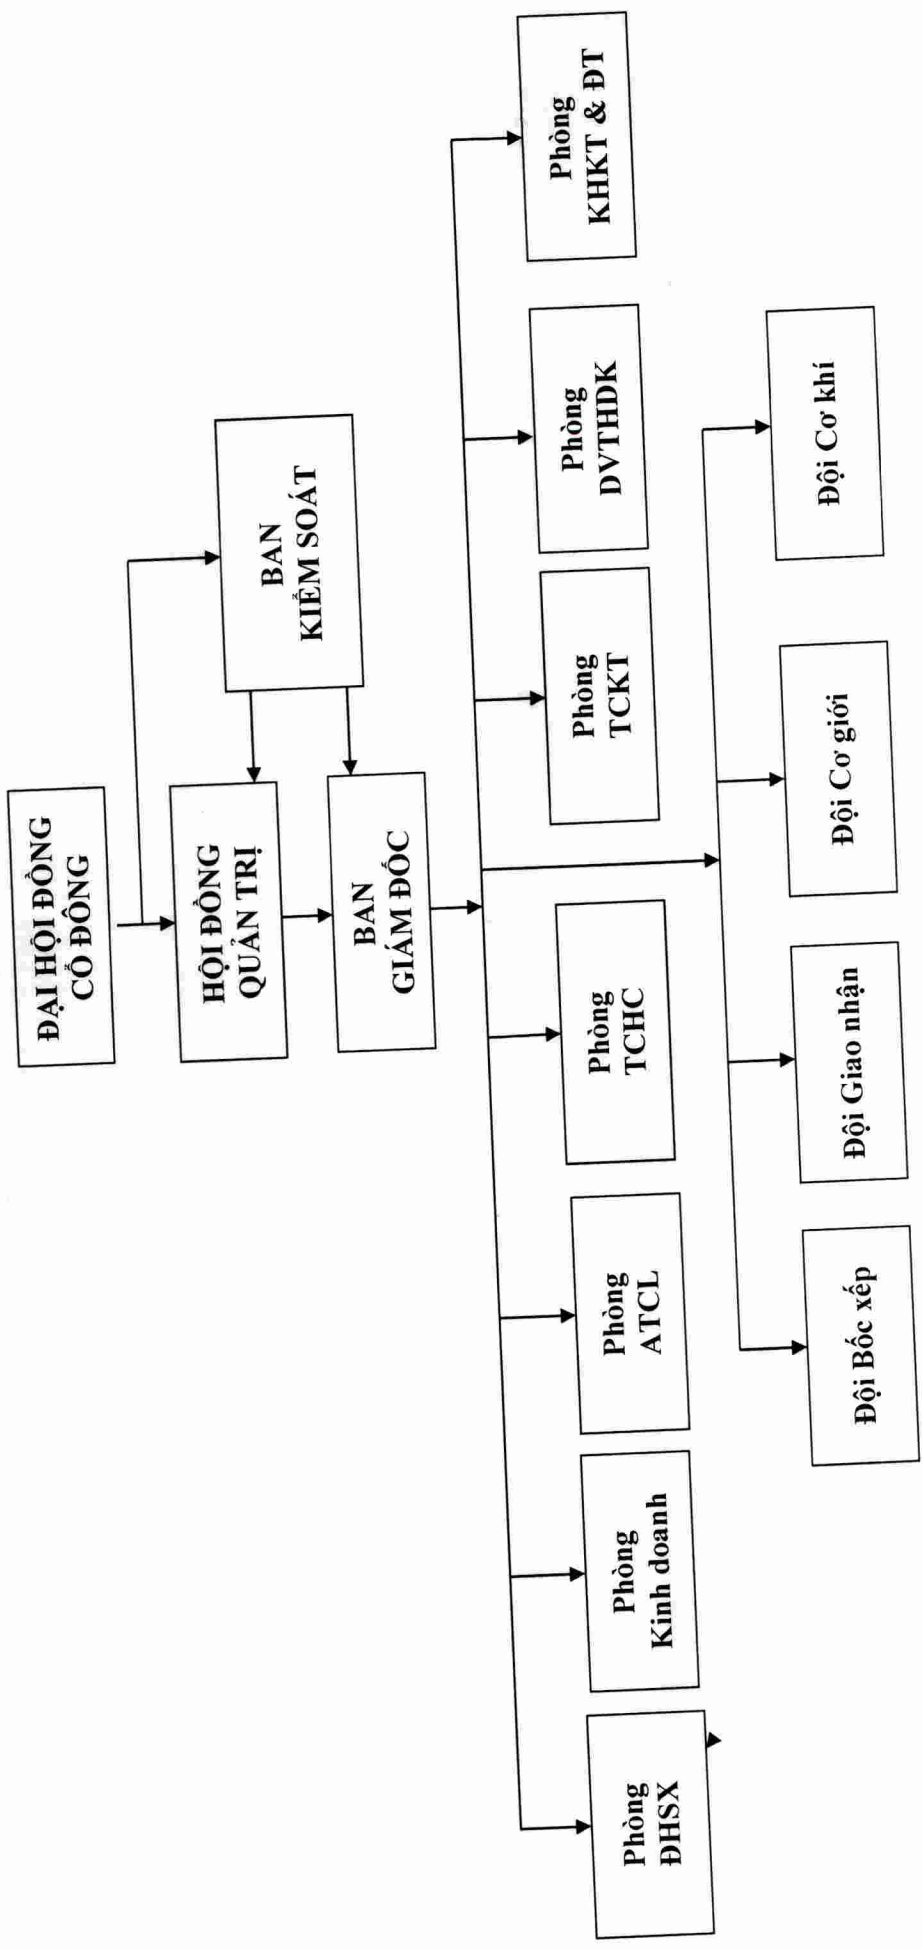 ĐẠI HỘI ĐỒNG
CỔ ĐÔNG
BAN
KIỂM SOÁT
HỘI ĐỒNG
QUẢN TRỊ
BAN
GIÁM ĐỐC
Phòng
ĐHSX
Phòng
Kinh doanh
Phòng
ATCL
Phòng
TCHC
Phòng
TCKT
Phòng
DVTHDK
Phòng
KHKT & ĐT
Đội Bốc xếp
Đội Giao nhận
Đội Cơ giới
Đội Cơ khí